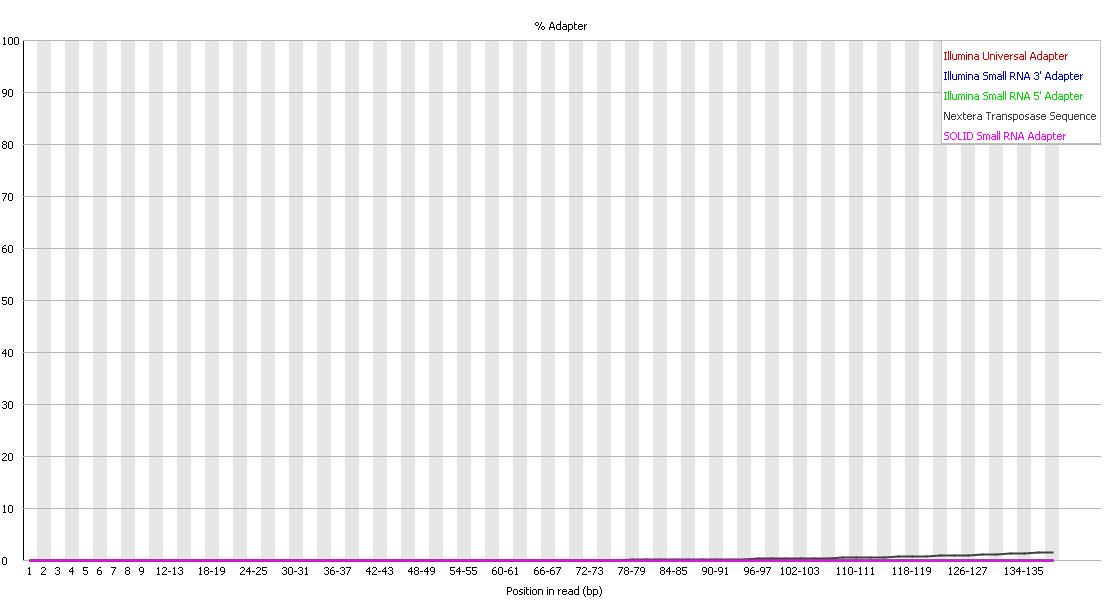 % Adapter
100
90
80
70
60
50
40
30
20
10
0
Illumina Universal Adapter
Illumina Small RNA 3' Adapter
Illumina Small RNA 5' Adapter
Nextera Transposase Sequence
SOLID Small RNA Adapter
1 2 3 4 5 6 7 8 9 12-13 18-19 24-25 30-31 36-37 42-43 48-49 54-55 60-61 66-67 72-73 78-79 84-85 90-91 96-97 102-103 110-111 118-119 126-127 134-135
Position in read (bp)